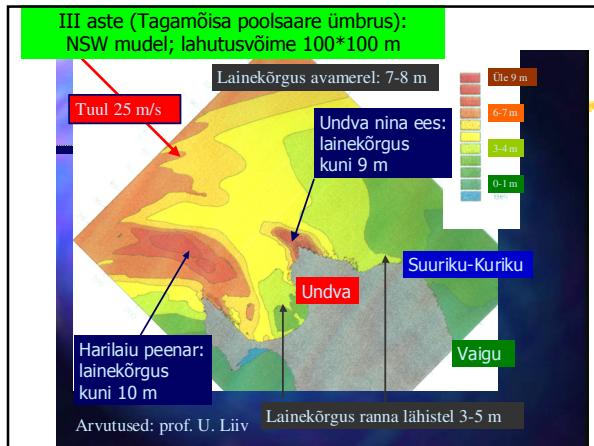 III aste (Tagamõisa poolsaare ümbrus):
NSW mudel; lahutusvõime 100*100 m
Lainekõrgus avamerel: 7-8 m
Tuul 25 m/s
Undva nina ees:
lainekõrgus
kuni 9 m
Üle 9 m
6-7 m
3-4 m
0-1 m
Suuriku-Kuriku
Undva
Harilaiu peenar:
lainekõrgus
kuni 10 m
Vaigu
Lainekõrgus ranna lähistel 3-5 m
Arvutused: prof. U. Liiv